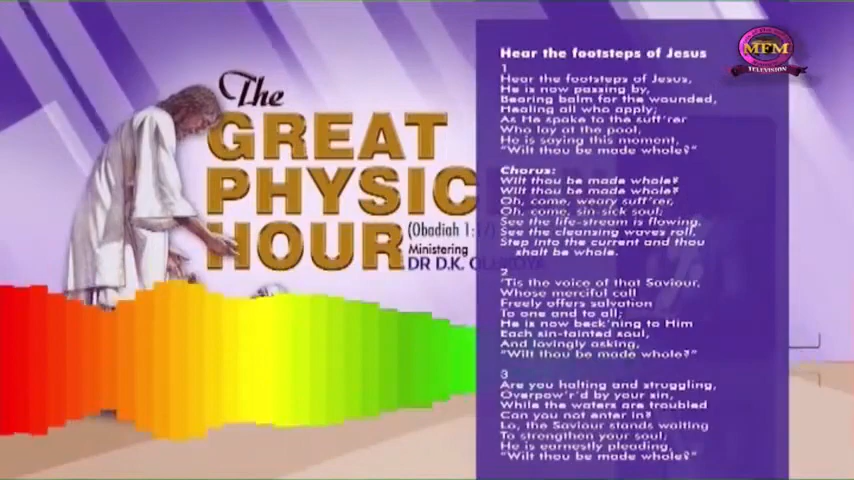 The
GREAT
PHYSIC
HOUR
(Obadiah 1:17)
Ministering
DR D.K.
MFM
TELEVISION
Hear the footsteps of Jesus
1
Hear the footsteps of Jesus,
He is now passing by,
Bearing balm for the wounded,
Healing all who apply;
As He spoke to the suff'rer
Who lay at the pool,
He is saying this moment,
"Wilt thou be made whole?"
Chorus:
Wilt thou be made whole?
Wilt thou be made whole?
Oh, come, weary suff'rer,
Oh, come, sin-sick soul;
See the life-stream is flowing,
See the cleansing waves roll,
Step into the current and thou
shalt be whole.
2
'Tis the voice of that Saviour,
Whose merciful call
Freely offers salvation
To one and to all;
He is now beck'ning to Him
Each sin-tainted soul,
And lovingly asking,
"Wilt thou be made whole?"
3
Are you halting and struggling,
Overpow'r'd by your sin,
While the waters are troubled
Can you not enter in?
Lo, the Saviour stands waiting
To strengthen your soul;
He is earnestly pleading,
"Wilt thou be made whole?"